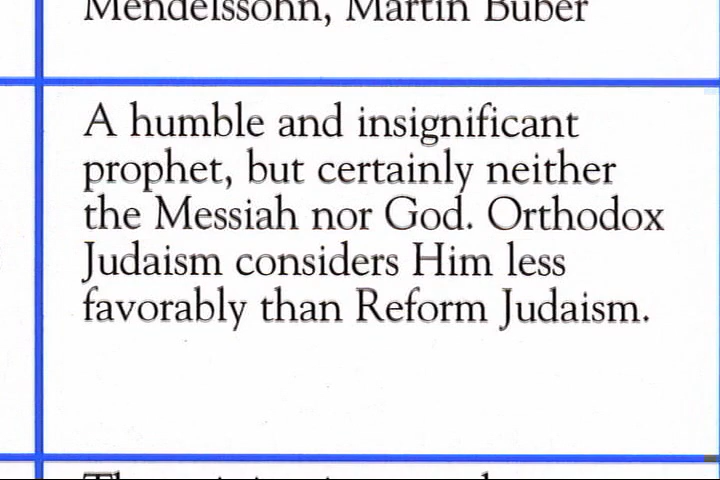 Mendelssohn, Martin Buber
A humble and insignificant
prophet, but certainly neither
the Messiah nor God. Orthodox
Judaism considers Him less
favorably than Reform Judaism.